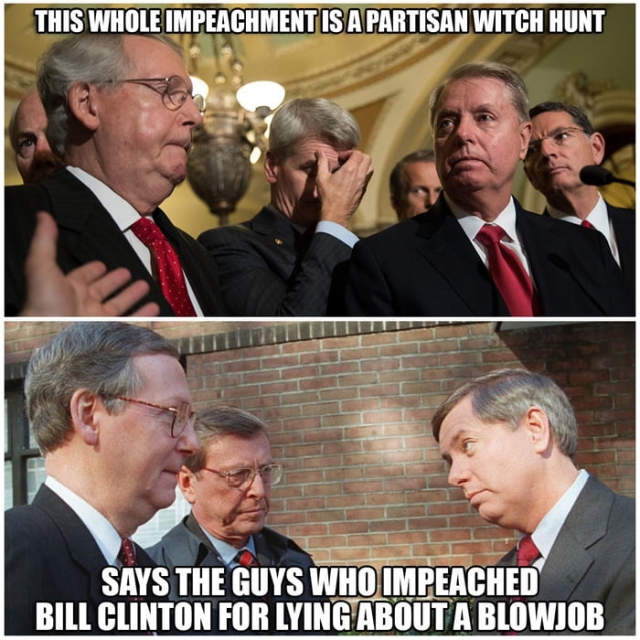 THIS WHOLE IMPEACHMENT IS A PARTISAN WITCH HUNT
SAYS THE GUYS WHO IMPEACHED
BILL CLINTON FOR LYING ABOUT A BLOWJOB